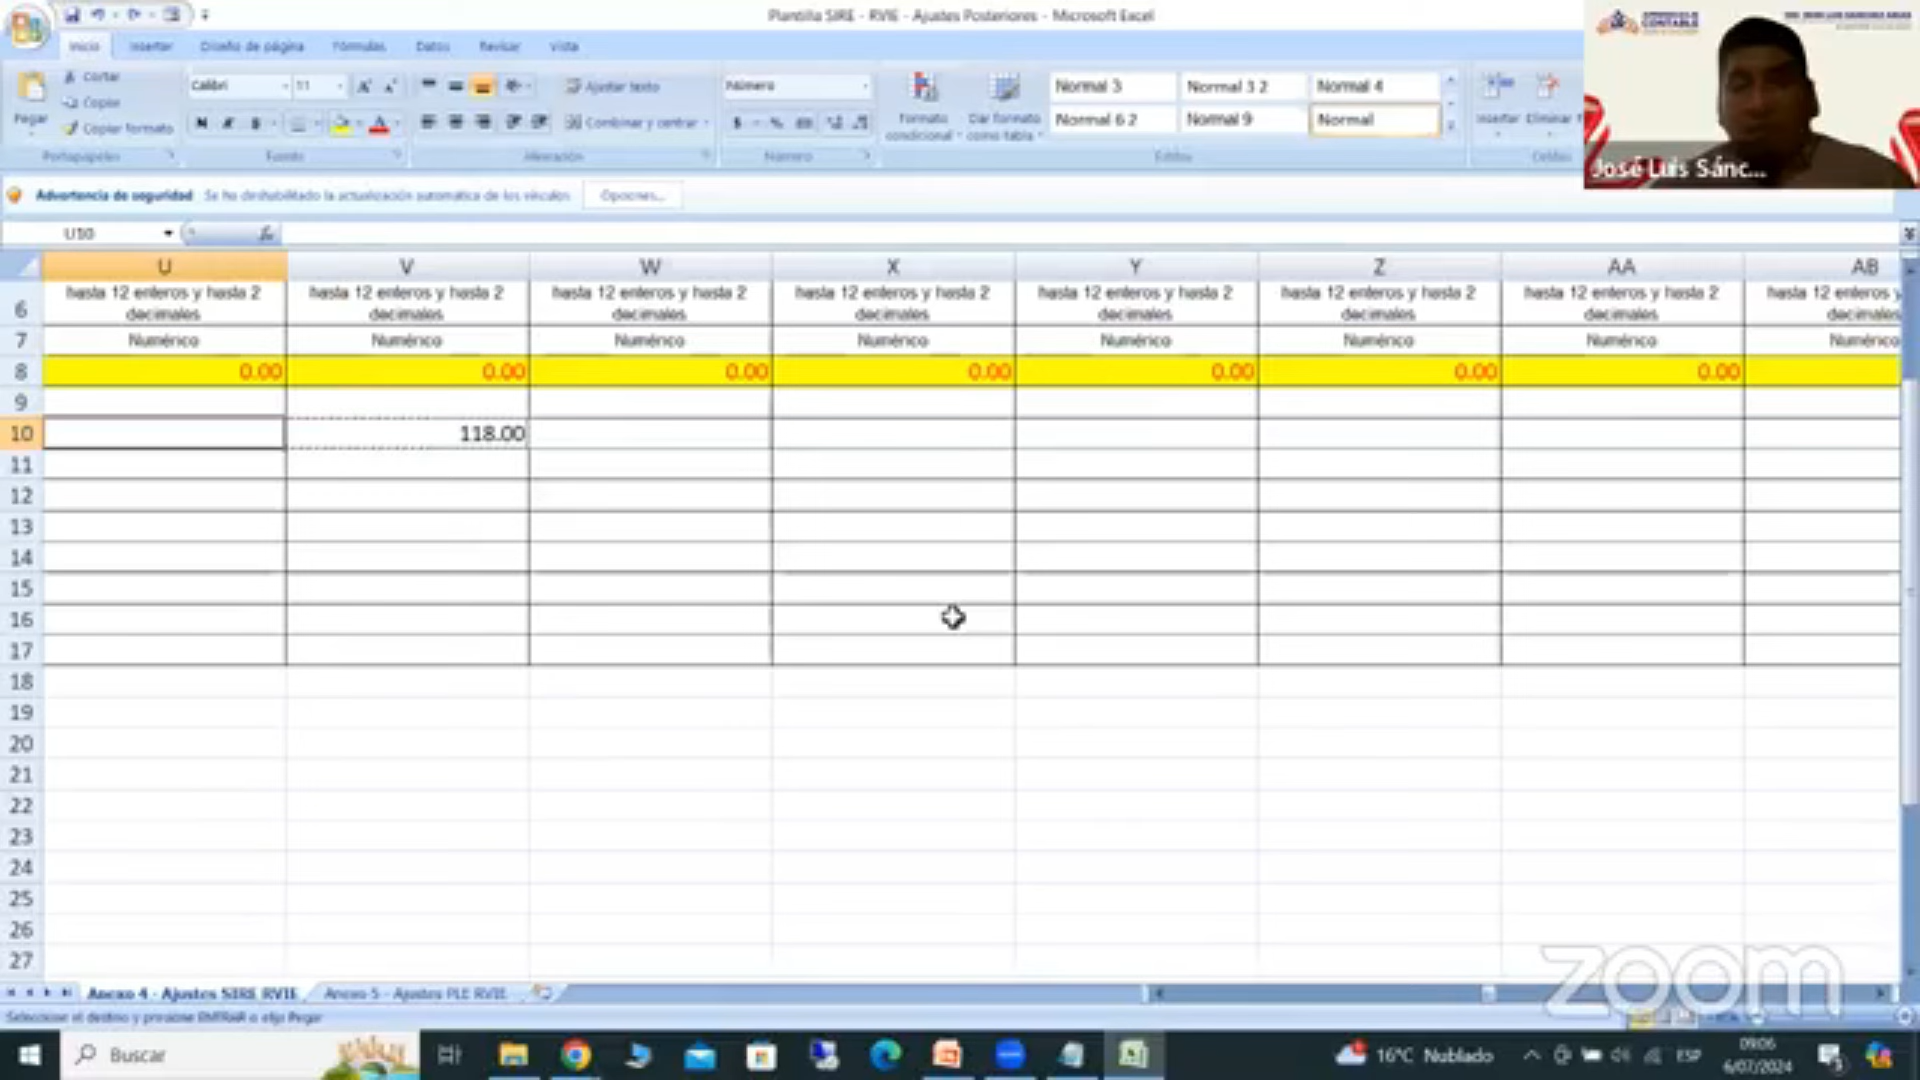 Plantilla SIRE - RVIE - Ajustes Posteriores - Microsoft Excel
Inicio Insertar Diseño de página Fórmulas Datos Revisar Vista
Cortar
Copiar
Copiar formato
Pegar
Portapapeles
Calibri 11
Fuente
Ajustar texto
Combinar y centrar
Alineación
Número
Número
Formato condicional
Dar formato como tabla
Normal 3 Normal 3 2 Normal 4
Normal 6 2 Normal 9 Normal
Estilos
Insertar Eliminar
Celdas
CONTABLE
José Luis Sánc...
Advertencia de seguridad Se ha deshabilitado la actualización automática de los vínculos Opciones...
U10 fx
U V W X Y Z AA AB
6 hasta 12 enteros y hasta 2 decimales hasta 12 enteros y hasta 2 decimales hasta 12 enteros y hasta 2 decimales hasta 12 enteros y hasta 2 decimales hasta 12 enteros y hasta 2 decimales hasta 12 enteros y hasta 2 decimales hasta 12 enteros y hasta 2 decimales hasta 12 enteros y decimales
7 Numérico Numérico Numérico Numérico Numérico Numérico Numérico Numérico
8 0.00 0.00 0.00 0.00 0.00 0.00 0.00
9
10 118.00
11
12
13
14
15
16
17
18
19
20
21
22
23
24
25
26
27
zoom
Anexo 4 - Ajustes SIRE RVIE Anexo 5 - Ajustes PLE RVIE
Seleccione el destino y presione ENTRAR o elija Pegar
Buscar
16°C Nublado
ESP
09:06
6/07/2024